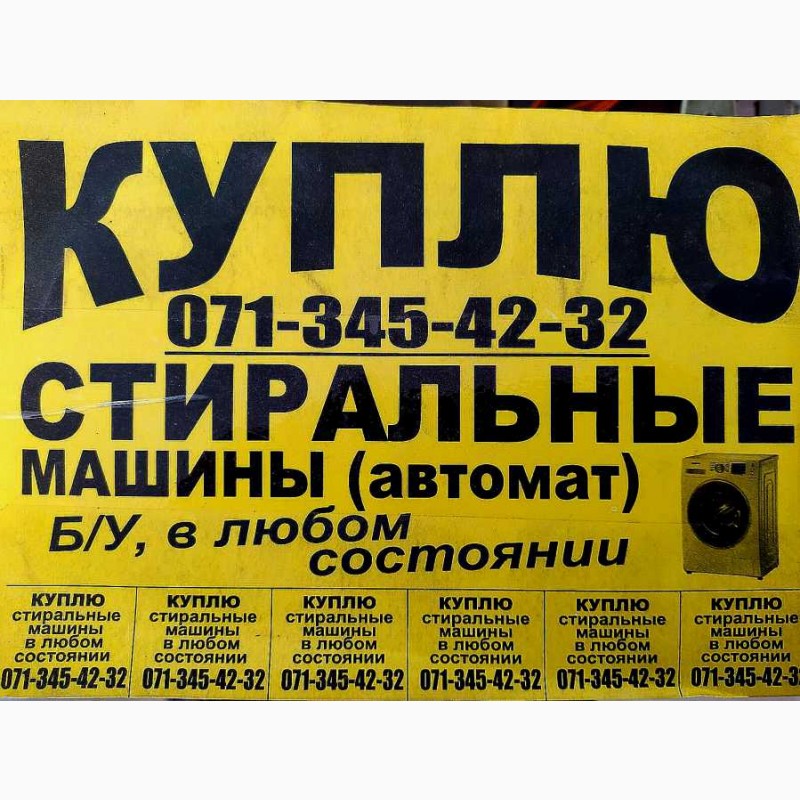 КУПЛЮ
071-345-42-32
СТИРАЛЬНЫЕ
МАШИНЫ (автомат)
Б/У, в любом
состоянии
КУПЛЮ
стиральные
машины
в любом
состоянии
071-345-42-32
КУПЛЮ
стиральные
машины
в любом
состоянии
071-345-42-32
КУПЛЮ
стиральные
машины
в любом
состоянии
071-345-42-32
КУПЛЮ
стиральные
машины
в любом
состоянии
071-345-42-32
КУПЛЮ
стиральные
машины
в любом
состоянии
071-345-42-32
КУПЛЮ
стиральные
машины
в любом
состоянии
071-345-42-32